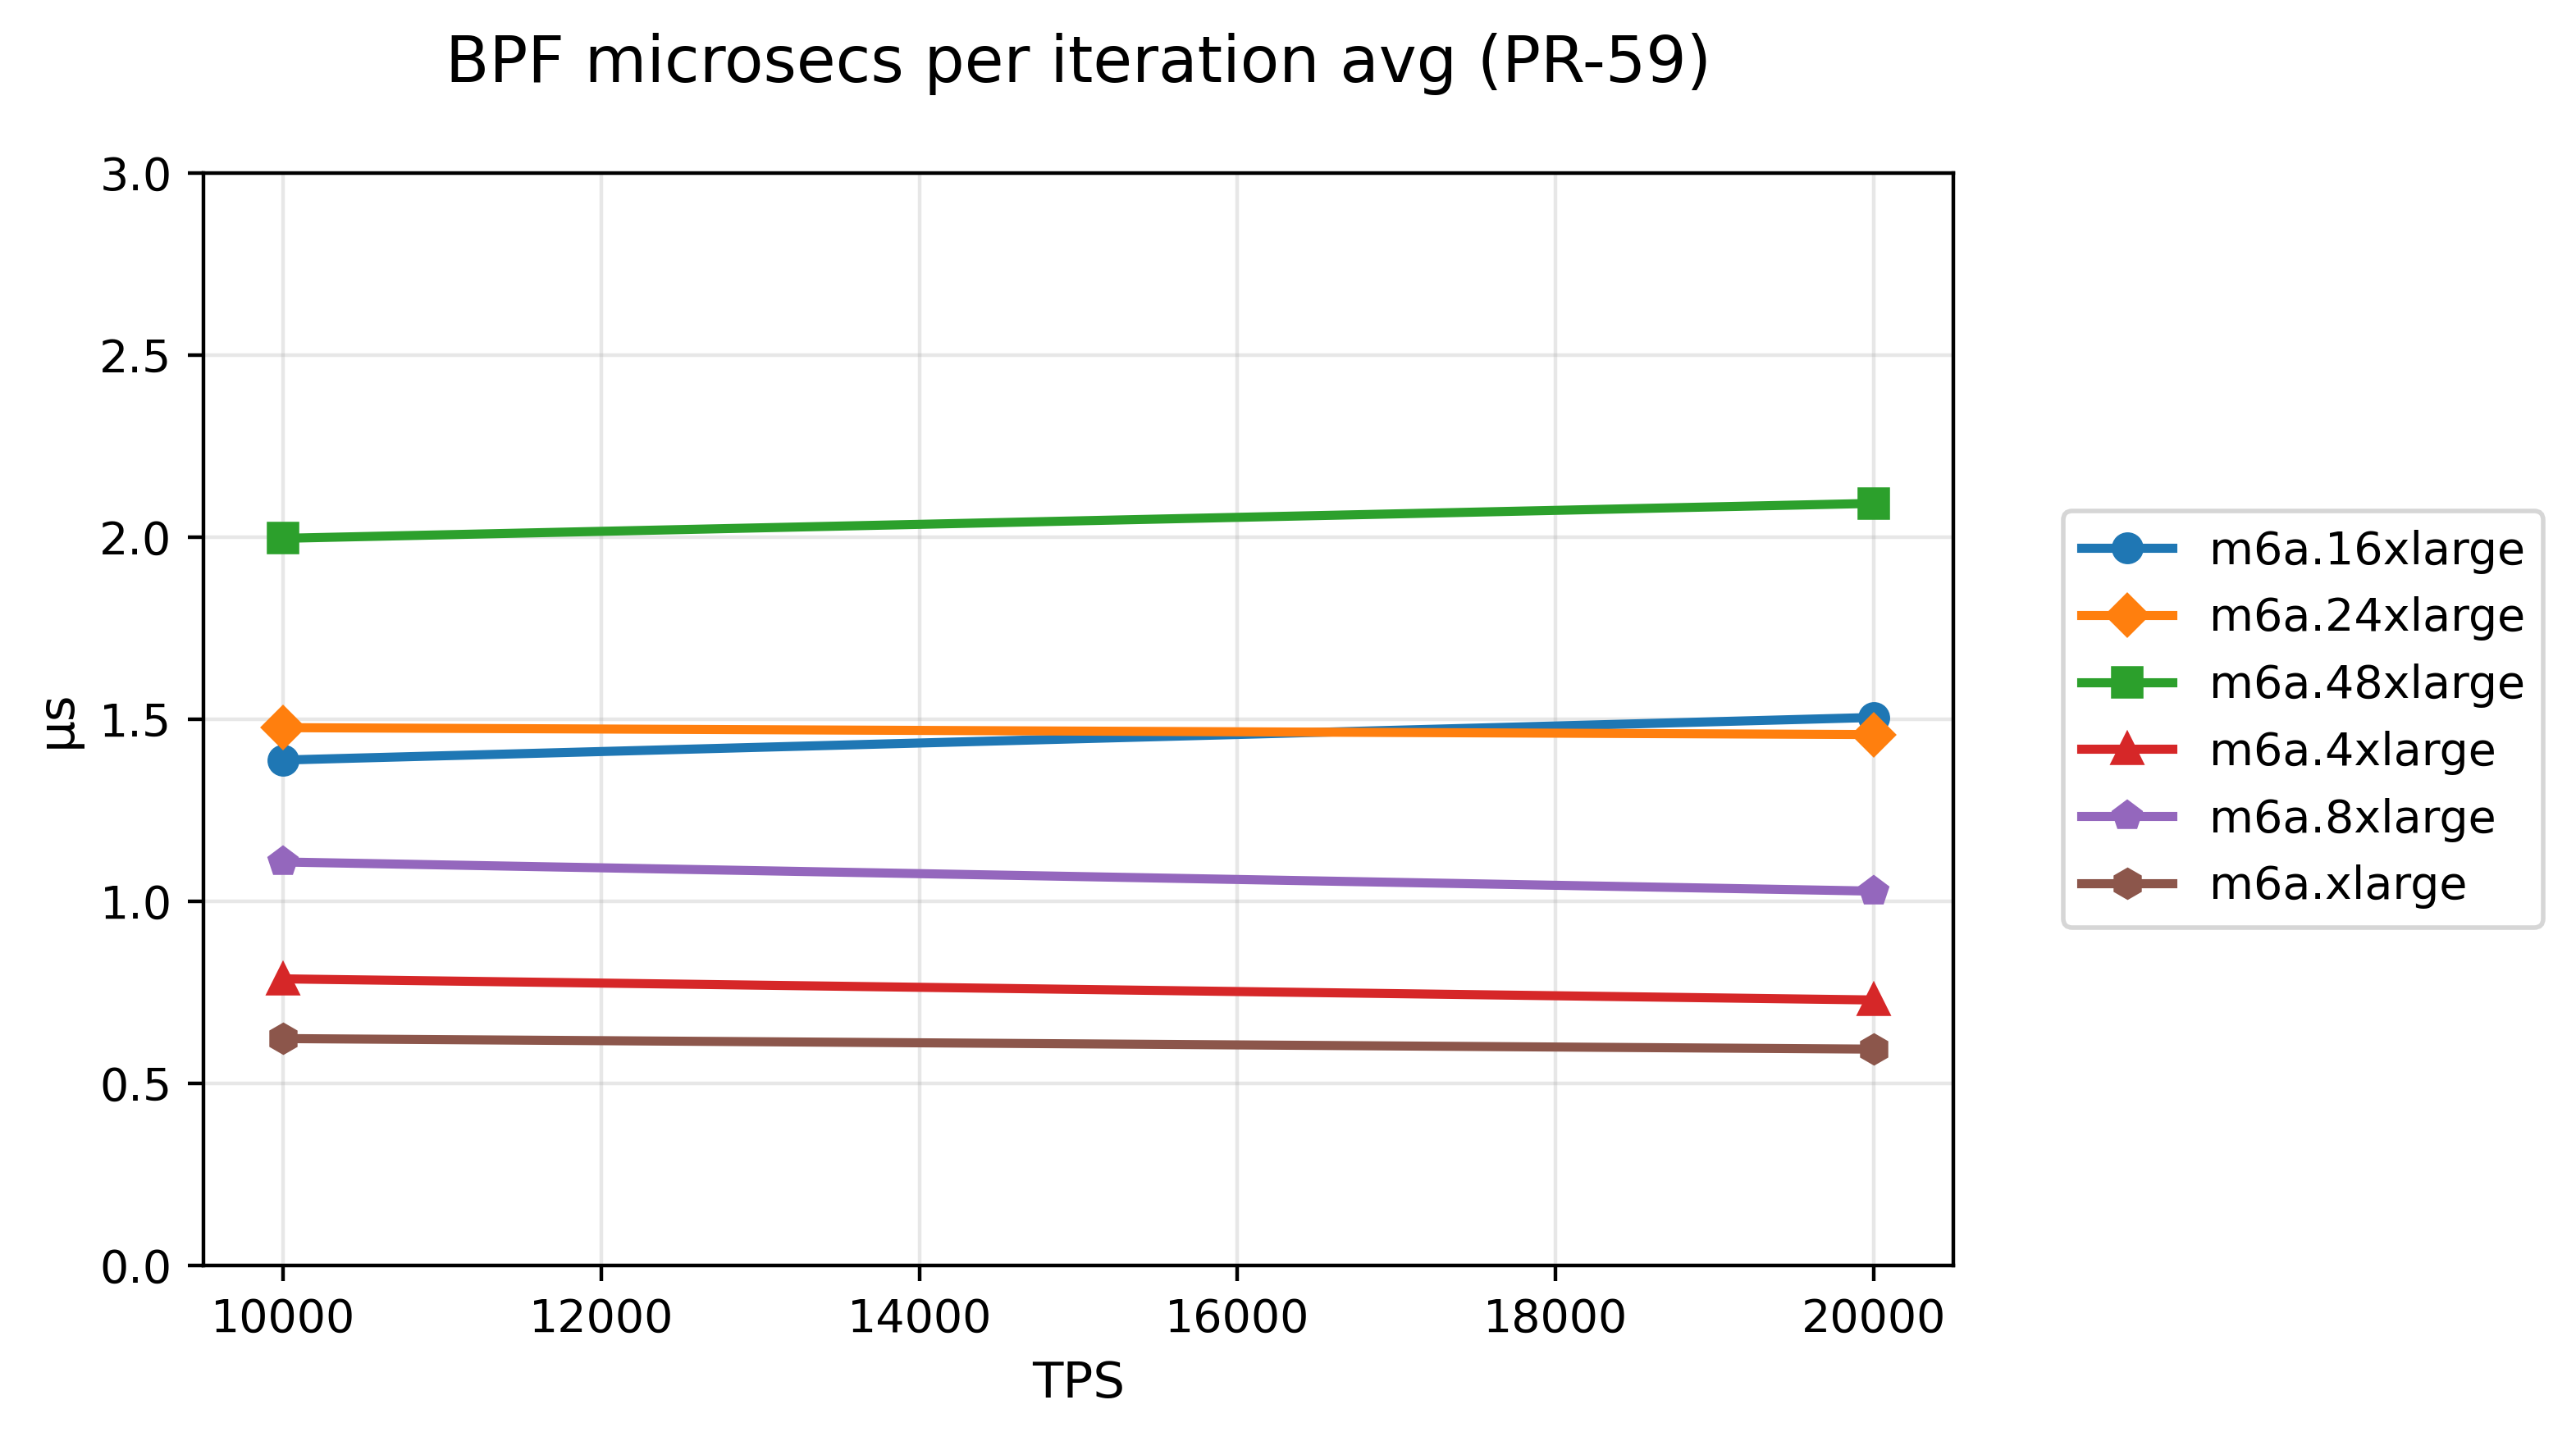 BPF microsecs per iteration avg (PR-59)
3.0
2.5
2.0
1.5
1.0
0.5
0.0
µs
10000 12000 14000 16000 18000 20000
TPS
m6a.16xlarge
m6a.24xlarge
m6a.48xlarge
m6a.4xlarge
m6a.8xlarge
m6a.xlarge